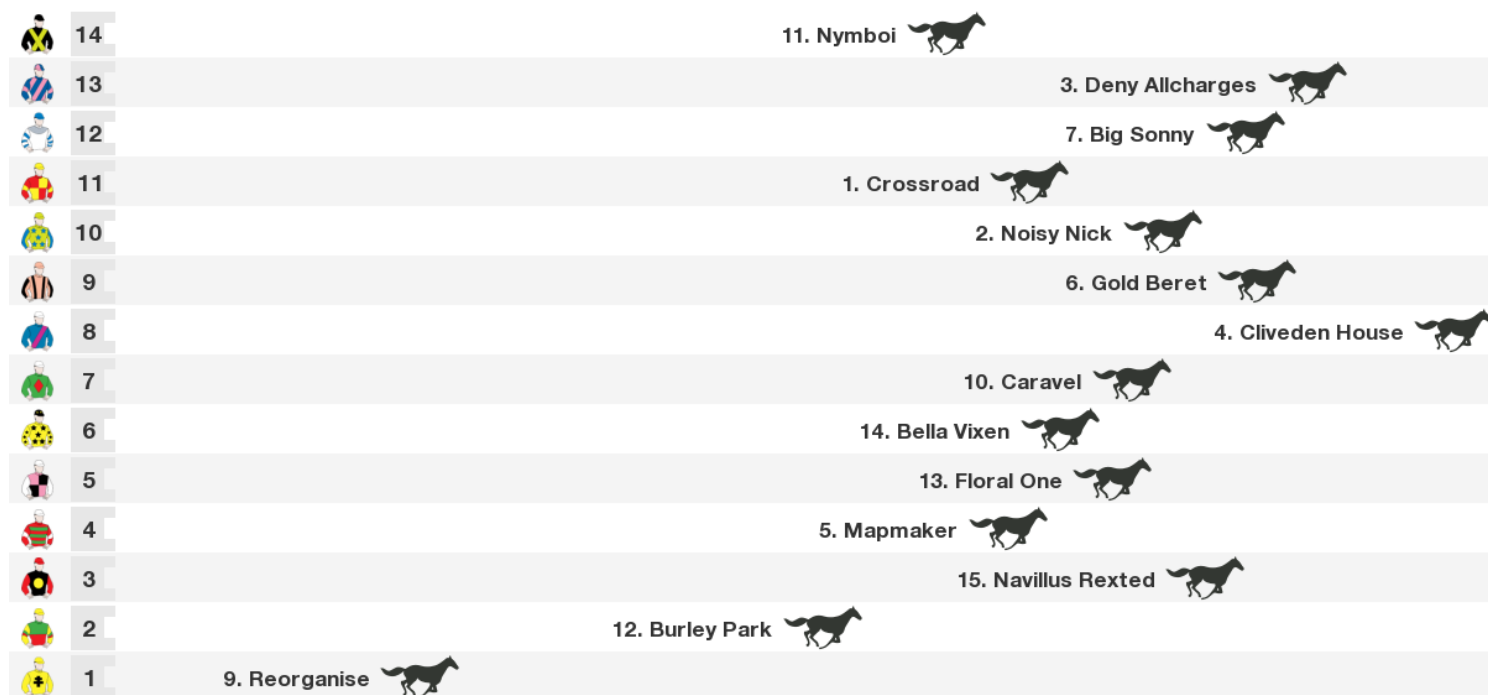 14 11. Nymboi
13 3. Deny Allcharges
12 7. Big Sonny
11 1. Crossroad
10 2. Noisy Nick
9 6. Gold Beret
8 4. Cliveden House
7 10. Caravel
6 14. Bella Vixen
5 13. Floral One
4 5. Mapmaker
3 15. Navillus Rexted
2 12. Burley Park
1 9. Reorganise